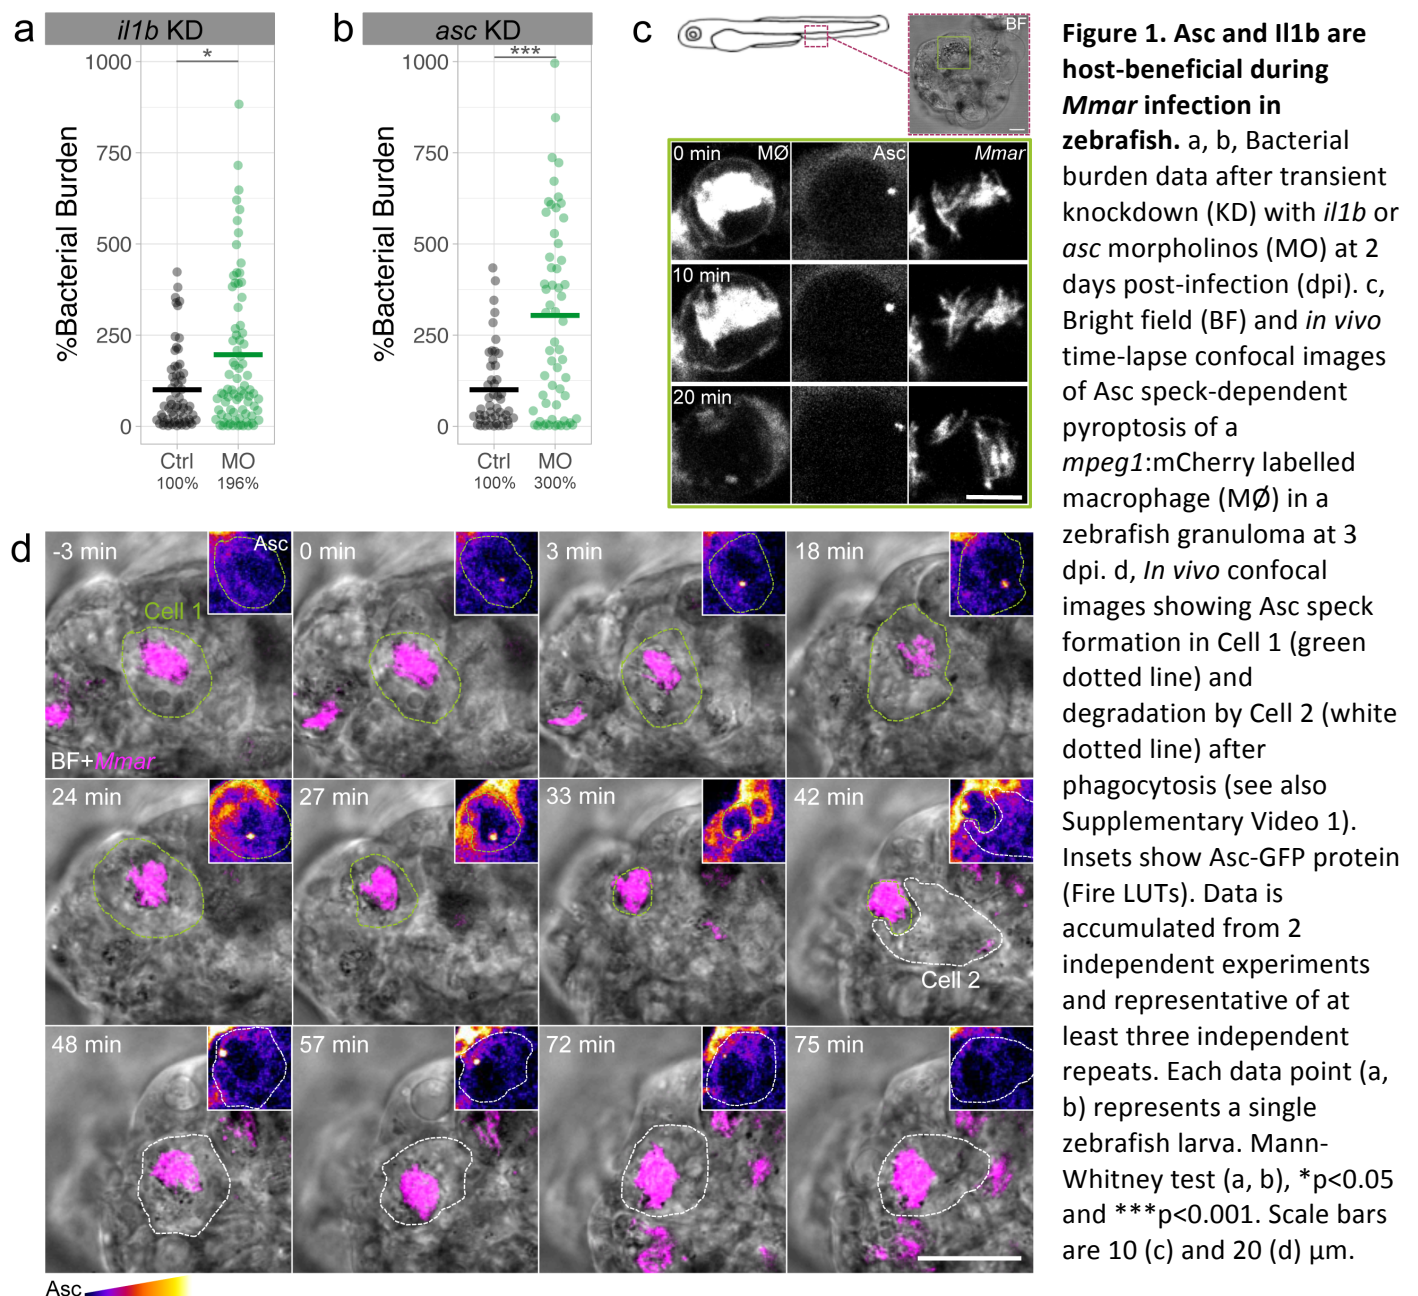 a
il1b KD
*
1000
750
500
250
0
%Bacterial Burden
Ctrl
100%
MO
196%
b
asc KD
***
1000
750
500
250
0
%Bacterial Burden
Ctrl
100%
MO
300%
c
BF
0 min
MØ
Asc
Mmar
10 min
20 min
d
-3 min
Asc
Cell 1
BF+Mmar
0 min
3 min
18 min
24 min
27 min
33 min
42 min
Cell 2
48 min
57 min
72 min
75 min
Asc
Figure 1. Asc and Il1b are
host-beneficial during
Mmar infection in
zebrafish. a, b, Bacterial
burden data after transient
knockdown (KD) with il1b or
asc morpholinos (MO) at 2
days post-infection (dpi). c,
Bright field (BF) and in vivo
time-lapse confocal images
of Asc speck-dependent
pyroptosis of a
mpeg1:mCherry labelled
macrophage (MØ) in a
zebrafish granuloma at 3
dpi. d, In vivo confocal
images showing Asc speck
formation in Cell 1 (green
dotted line) and
degradation by Cell 2 (white
dotted line) after
phagocytosis (see also
Supplementary Video 1).
Insets show Asc-GFP protein
(Fire LUTs). Data is
accumulated from 2
independent experiments
and representative of at
least three independent
repeats. Each data point (a,
b) represents a single
zebrafish larva. Mann-
Whitney test (a, b), *p<0.05
and ***p<0.001. Scale bars
are 10 (c) and 20 (d) μm.